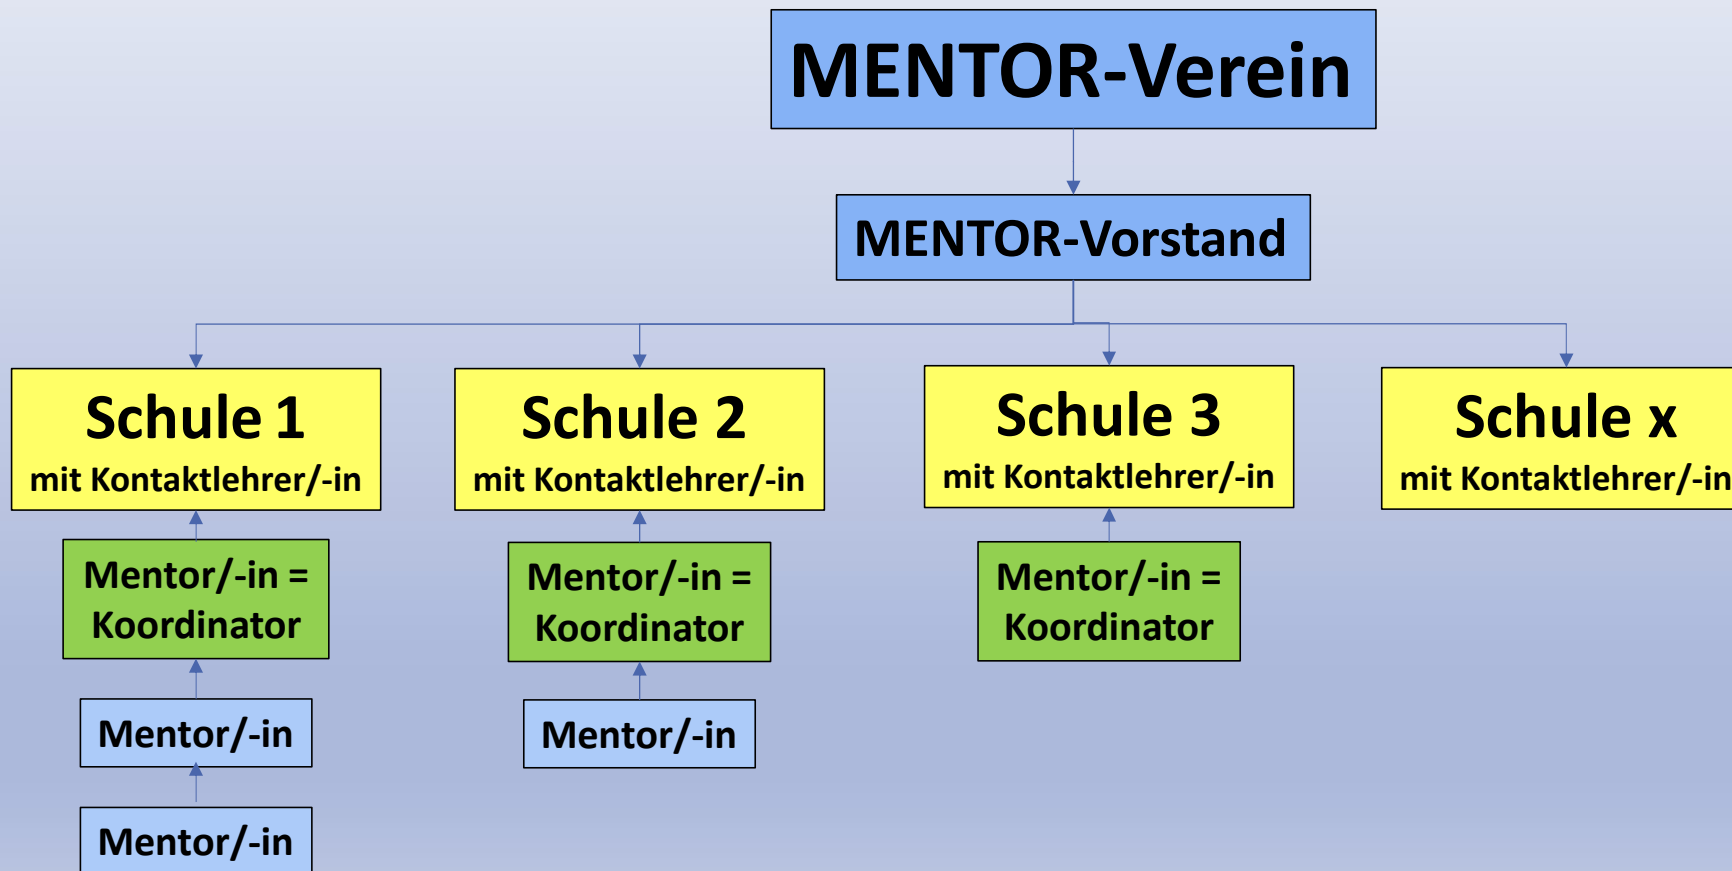 MENTOR-Verein
MENTOR-Vorstand
Schule 1
mit Kontaktlehrer/-in
Schule 2
mit Kontaktlehrer/-in
Schule 3
mit Kontaktlehrer/-in
Schule x
mit Kontaktlehrer/-in
Mentor/-in =
Koordinator
Mentor/-in =
Koordinator
Mentor/-in =
Koordinator
Mentor/-in
Mentor/-in
Mentor/-in